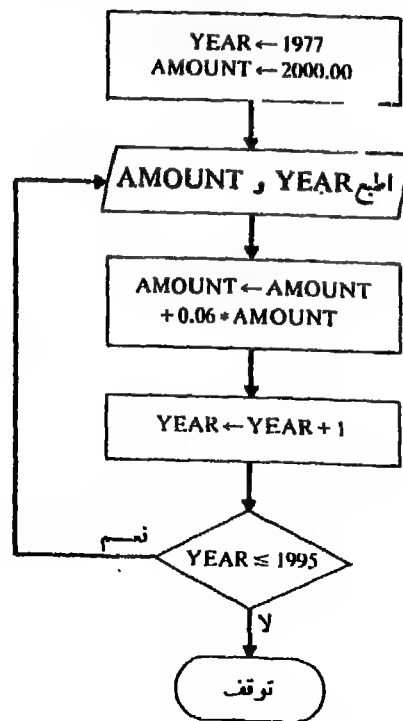 YEAR ← 1977
AMOUNT ← 2000.00
اطبع YEAR و AMOUNT
AMOUNT ← AMOUNT
+0.06 * AMOUNT
YEAR ← YEAR + 1
نعم
YEAR ≤ 1995
لا
توقف